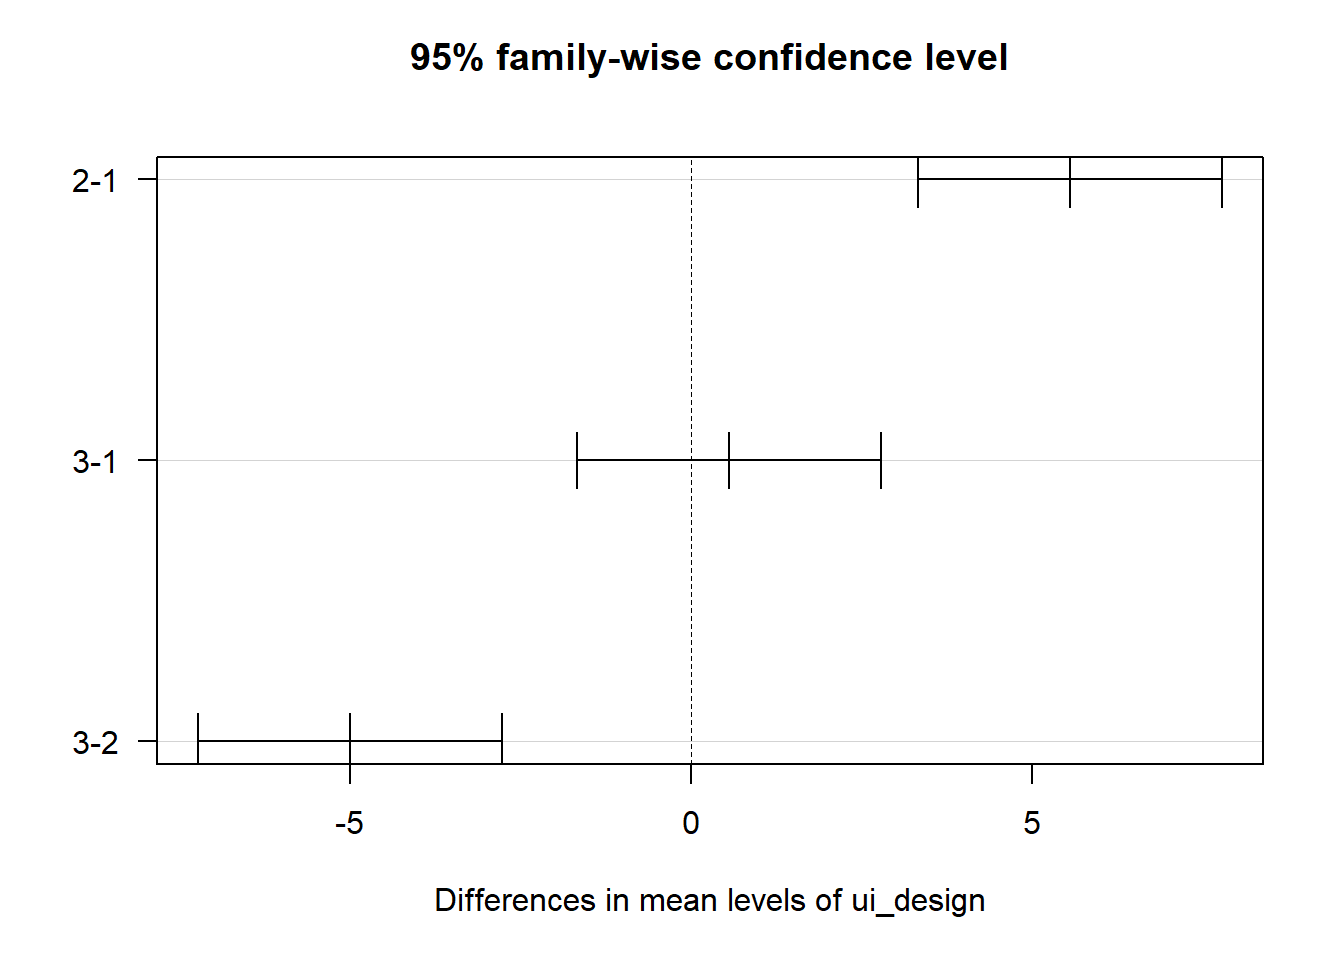 95% family-wise confidence level
2-1
3-1
3-2
-5 0 5
Differences in mean levels of ui_design